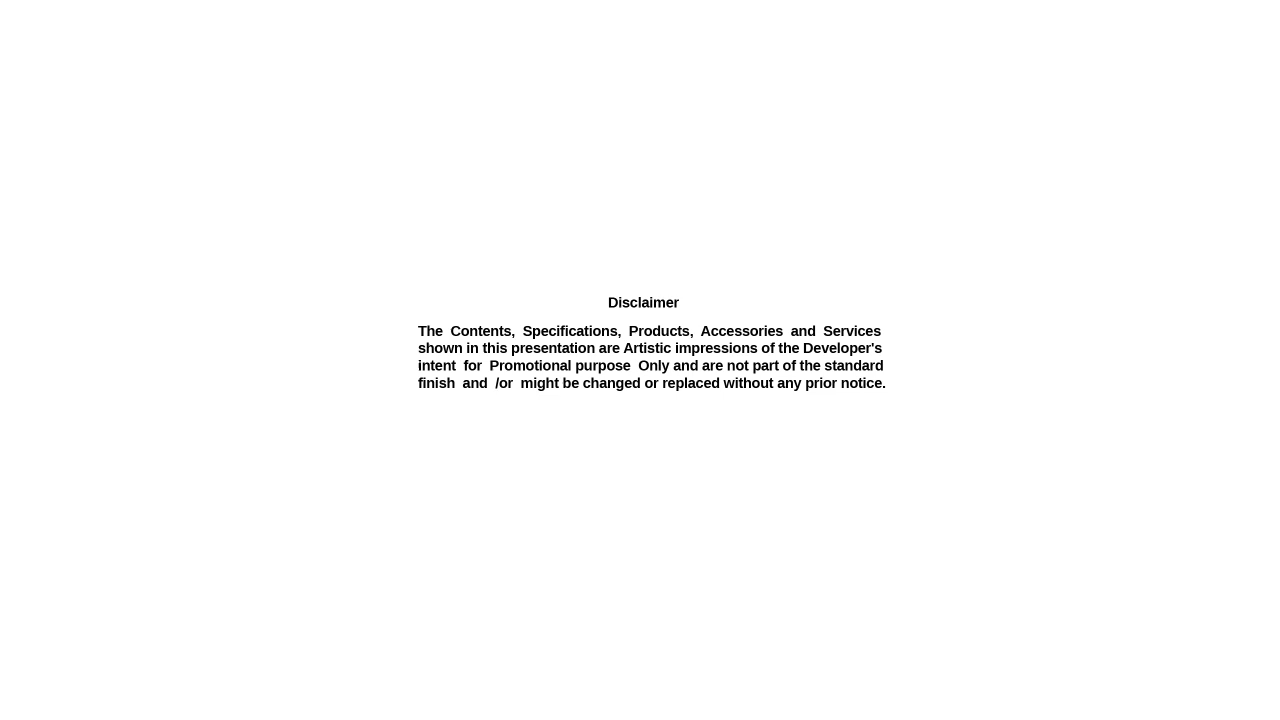 Disclaimer
The Contents, Specifications, Products, Accessories and Services
shown in this presentation are Artistic impressions of the Developer's
intent for Promotional purpose Only and are not part of the standard
finish and /or might be changed or replaced without any prior notice.